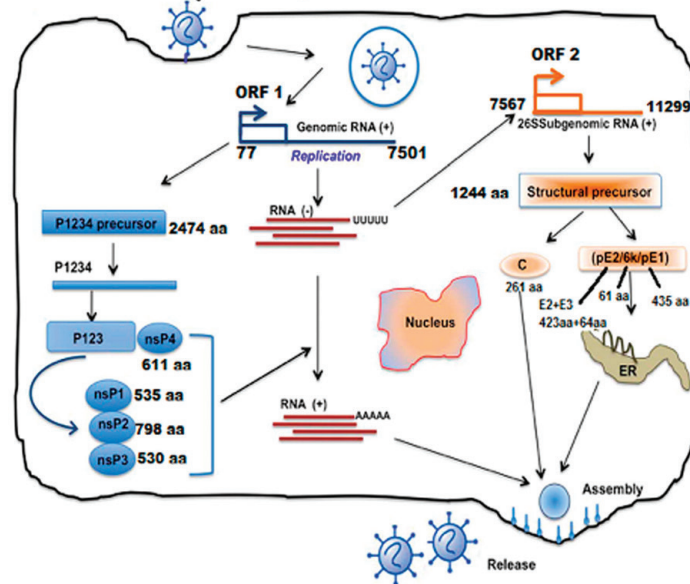 ORF 1
Genomic RNA (+)
77
7501
Replication
ORF 2
7567
11299
26SSubgenomic RNA (+)
P1234 precursor
2474 aa
RNA (-)
UUUUU
1244 aa
Structural precursor
P1234
C
261 aa
(pE2/6k/pE1)
E2+E3
423aa+64aa
61 aa
435 aa
P123
nsP4
611 aa
Nucleus
ER
nsP1
535 aa
nsP2
798 aa
nsP3
530 aa
RNA (+)
AAAAA
Assembly
Release